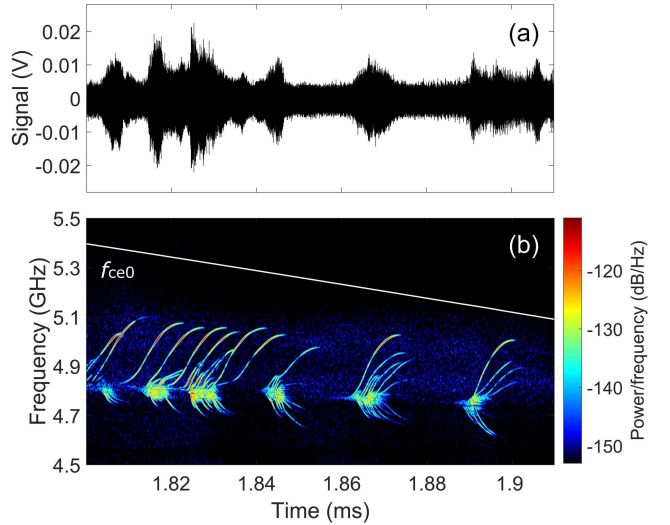 (a)
0.02
0.01
0
-0.01
-0.02
Signal (V)
(b)
f_ce0
5.5
5.3
5.1
4.9
4.7
4.5
Frequency (GHz)
1.82
1.84
1.86
1.88
1.9
Time (ms)
-120
-130
-140
-150
Power/frequency (dB/Hz)